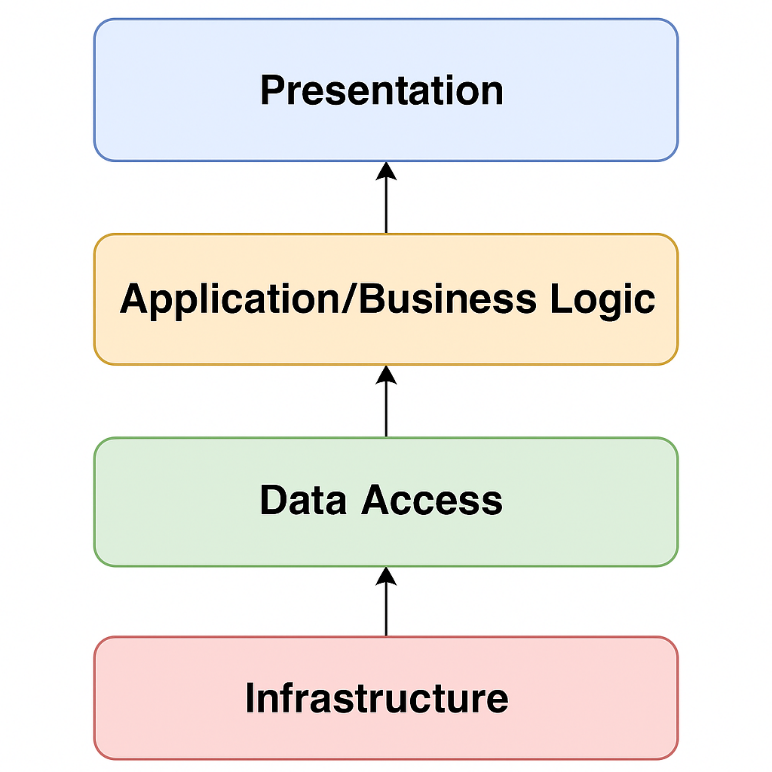 Presentation
Application/Business Logic
Data Access
Infrastructure